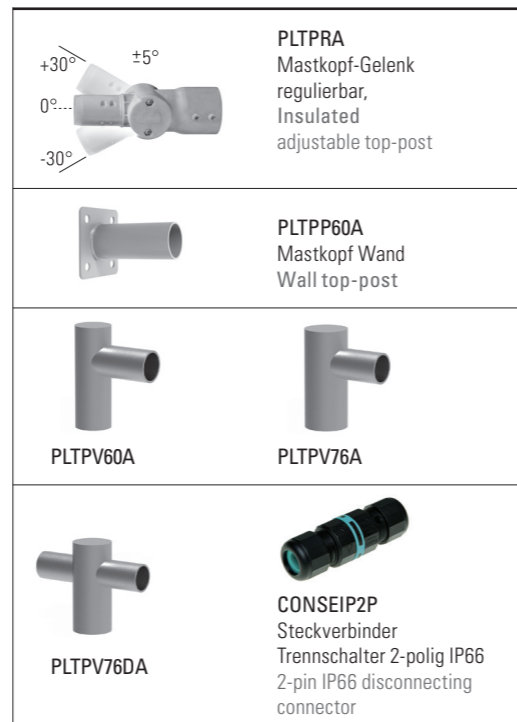 +30°
±5°
0°
-30°
PLTPRA
Mastkopf-Gelenk
regulierbar,
Insulated
adjustable top-post
PLTPP60A
Mastkopf Wand
Wall top-post
PLTPV60A
PLTPV76A
PLTPV76DA
CONSEIP2P
Steckverbinder
Trennschalter 2-polig IP66
2-pin IP66 disconnecting
connector